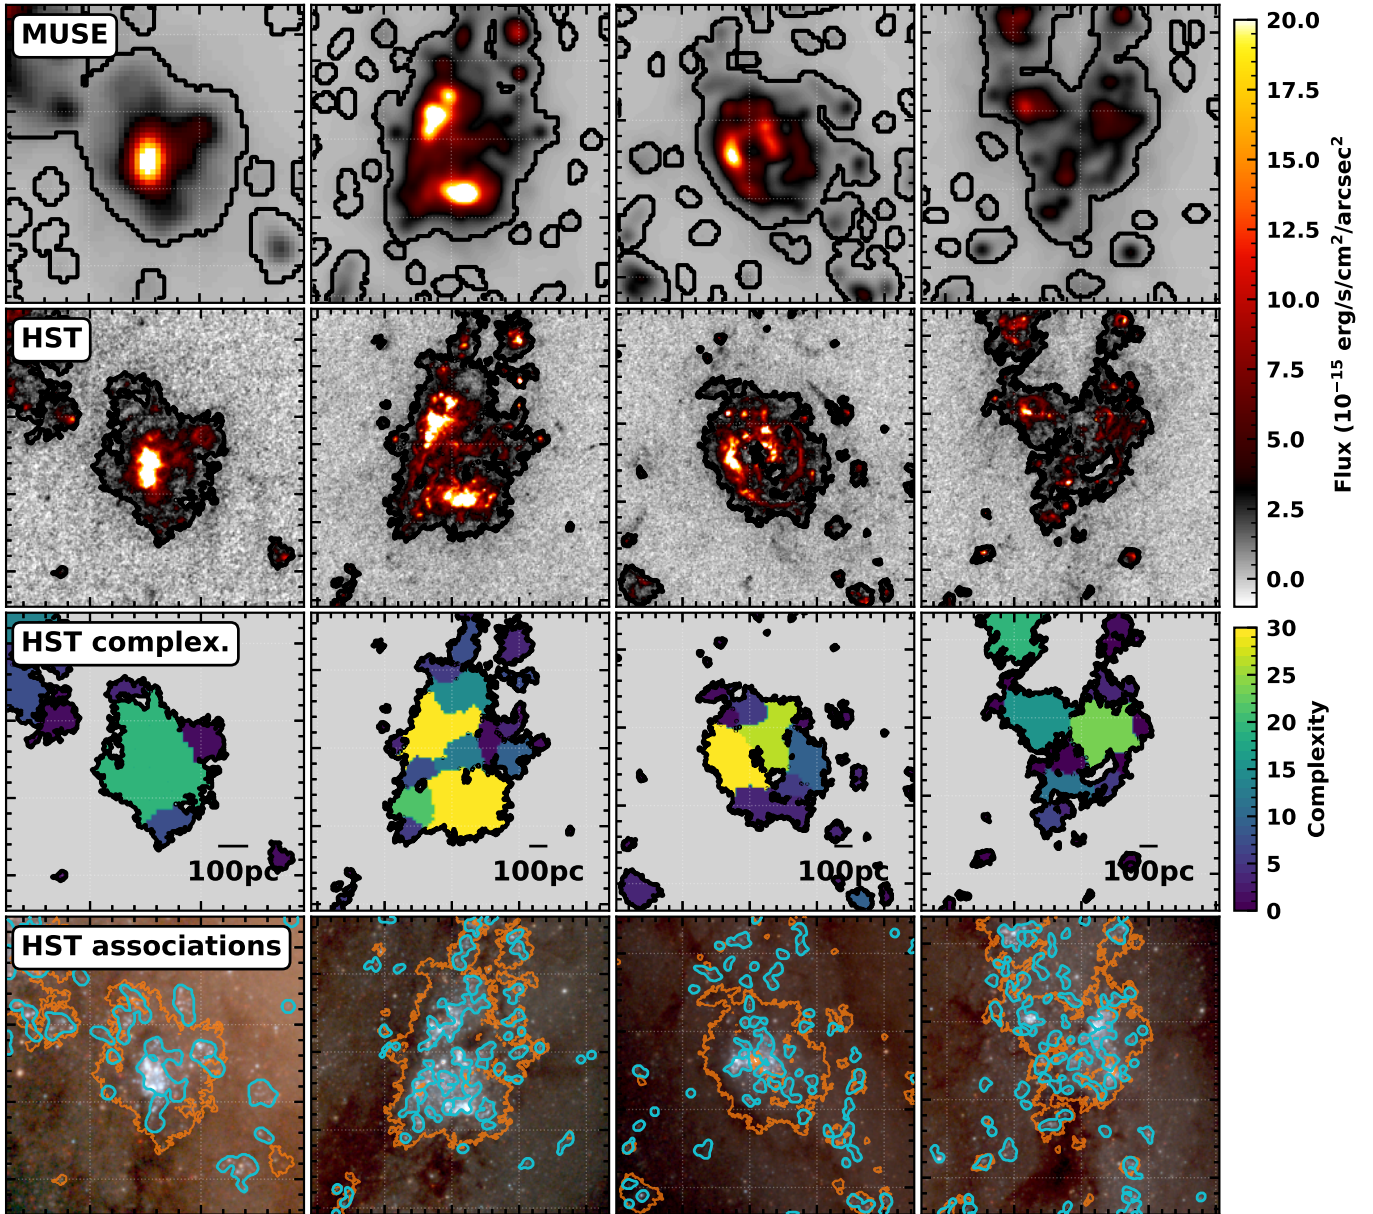 MUSE
20.0
17.5
15.0
12.5
10.0
7.5
5.0
2.5
0.0
Flux (10⁻¹⁵ erg/s/cm²/arcsec²)
HST
HST complex.
100pc
100pc
100pc
100pc
30
25
20
15
10
5
0
Complexity
HST associations